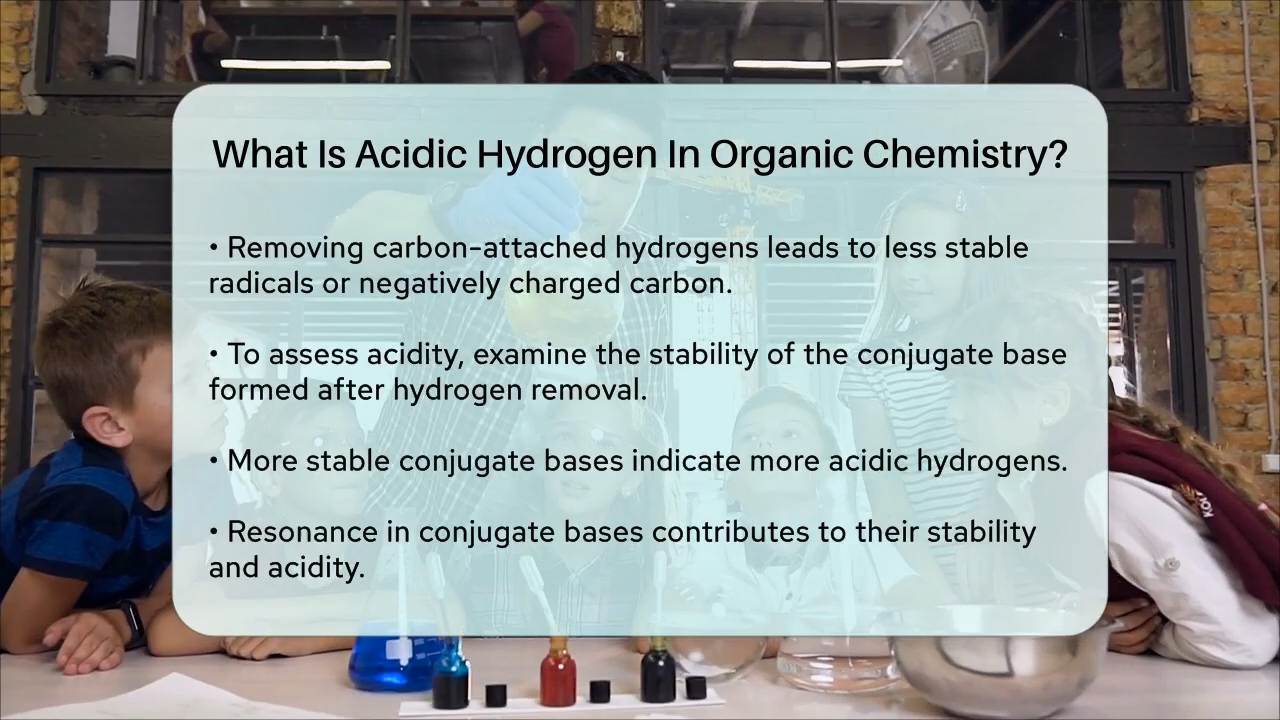 What Is Acidic Hydrogen In Organic Chemistry?
• Removing carbon-attached hydrogens leads to less stable
radicals or negatively charged carbon.
• To assess acidity, examine the stability of the conjugate base
formed after hydrogen removal.
• More stable conjugate bases indicate more acidic hydrogens.
• Resonance in conjugate bases contributes to their stability
and acidity.